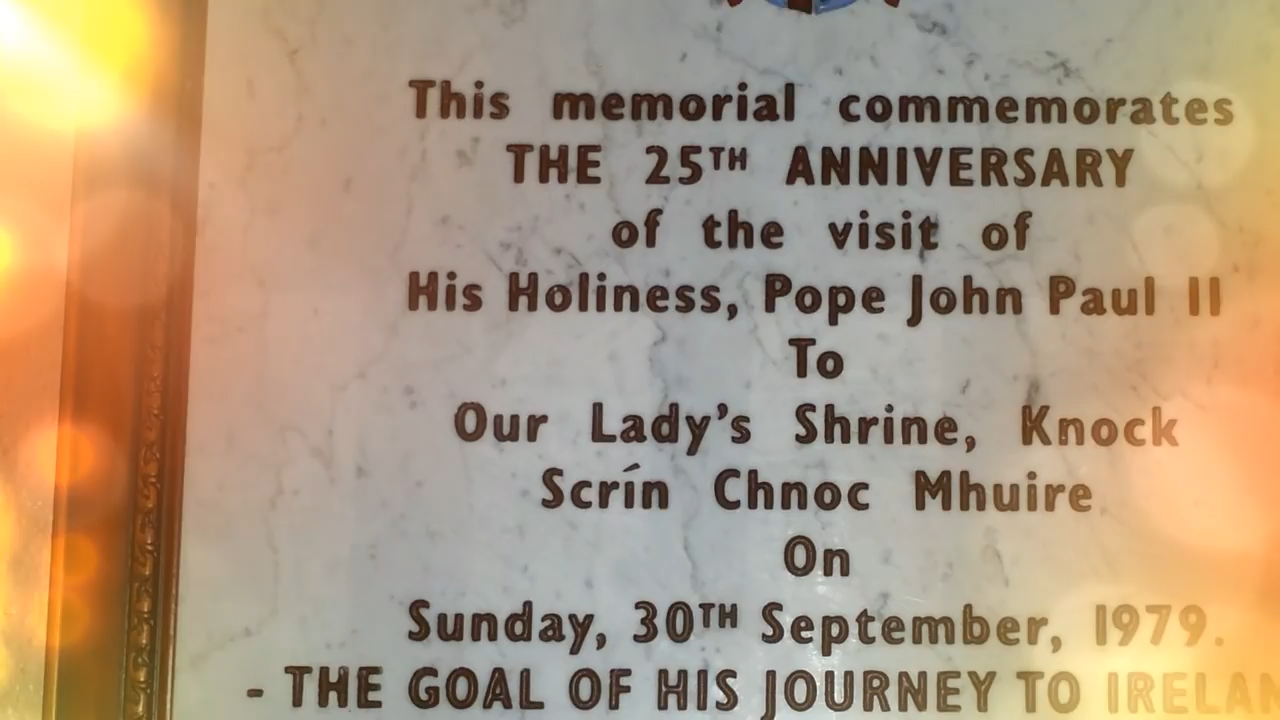 This memorial commemorates
THE 25TH ANNIVERSARY
of the visit of
His Holiness, Pope John Paul II
To
Our Lady's Shrine, Knock
Scrín Chnoc Mhuire
On
Sunday, 30TH September, 1979.
- THE GOAL OF HIS JOURNEY TO